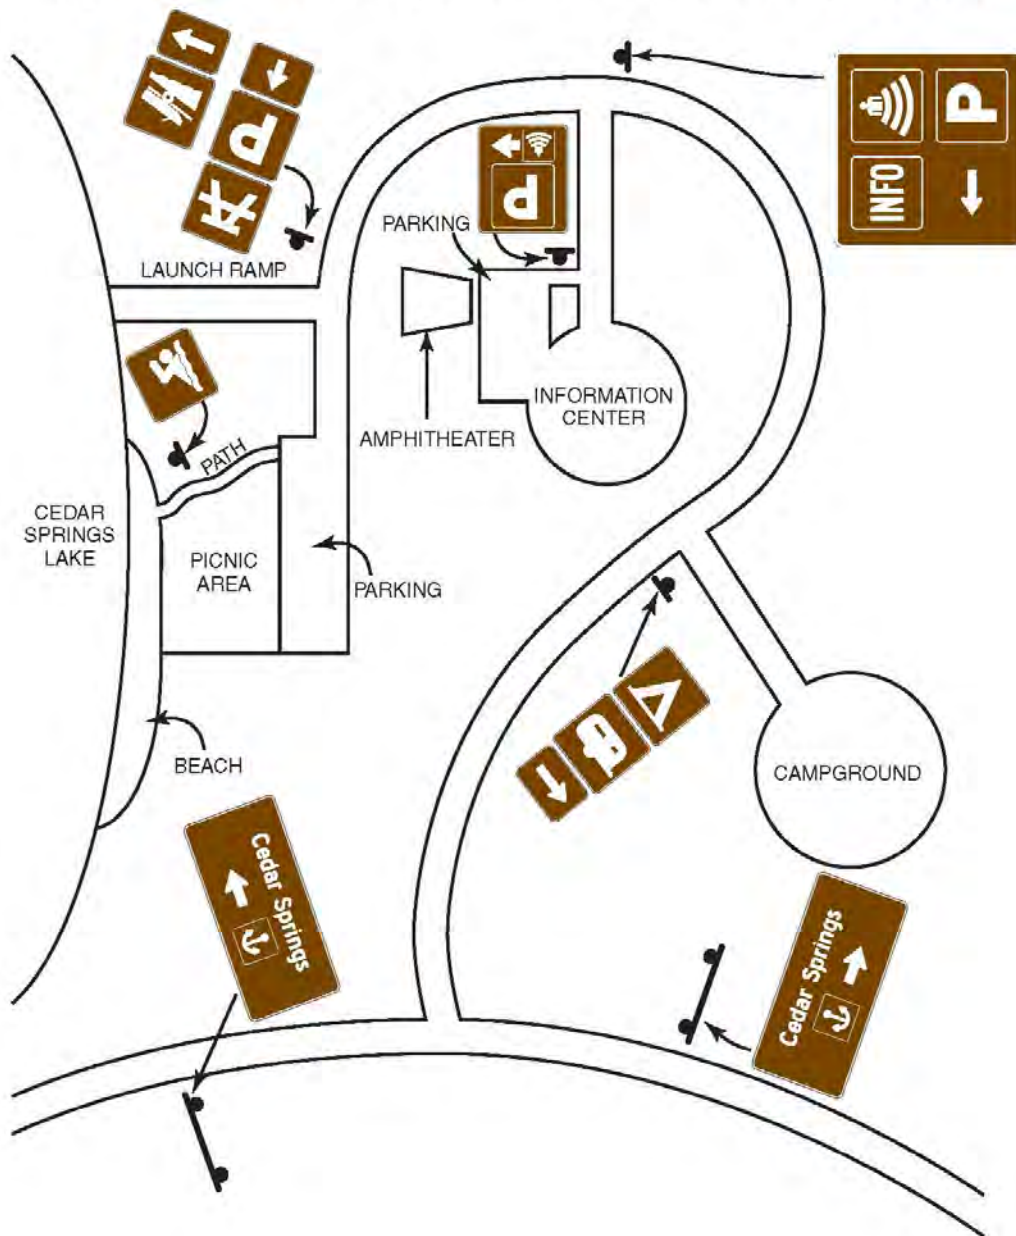 P
INFO
P
P
PARKING
LAUNCH RAMP
INFORMATION
CENTER
AMPHITHEATER
PATH
CEDAR
SPRINGS
LAKE
PICNIC
AREA
PARKING
BEACH
CAMPGROUND
Cedar Springs
Cedar Springs